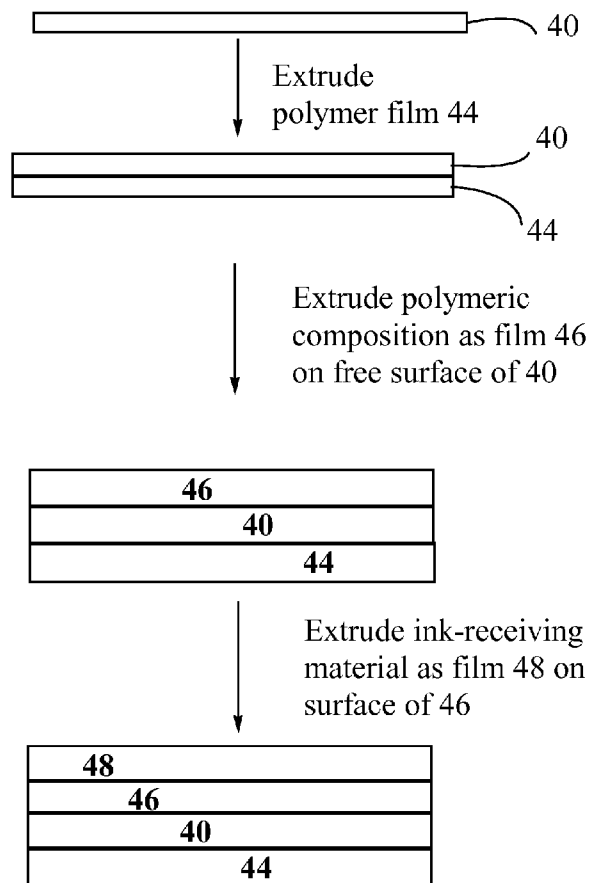 40
Extrude
polymer film 44
40
44
Extrude polymeric
composition as film 46
on free surface of 40
46
40
44
Extrude ink-receiving
material as film 48 on
surface of 46
48
46
40
44